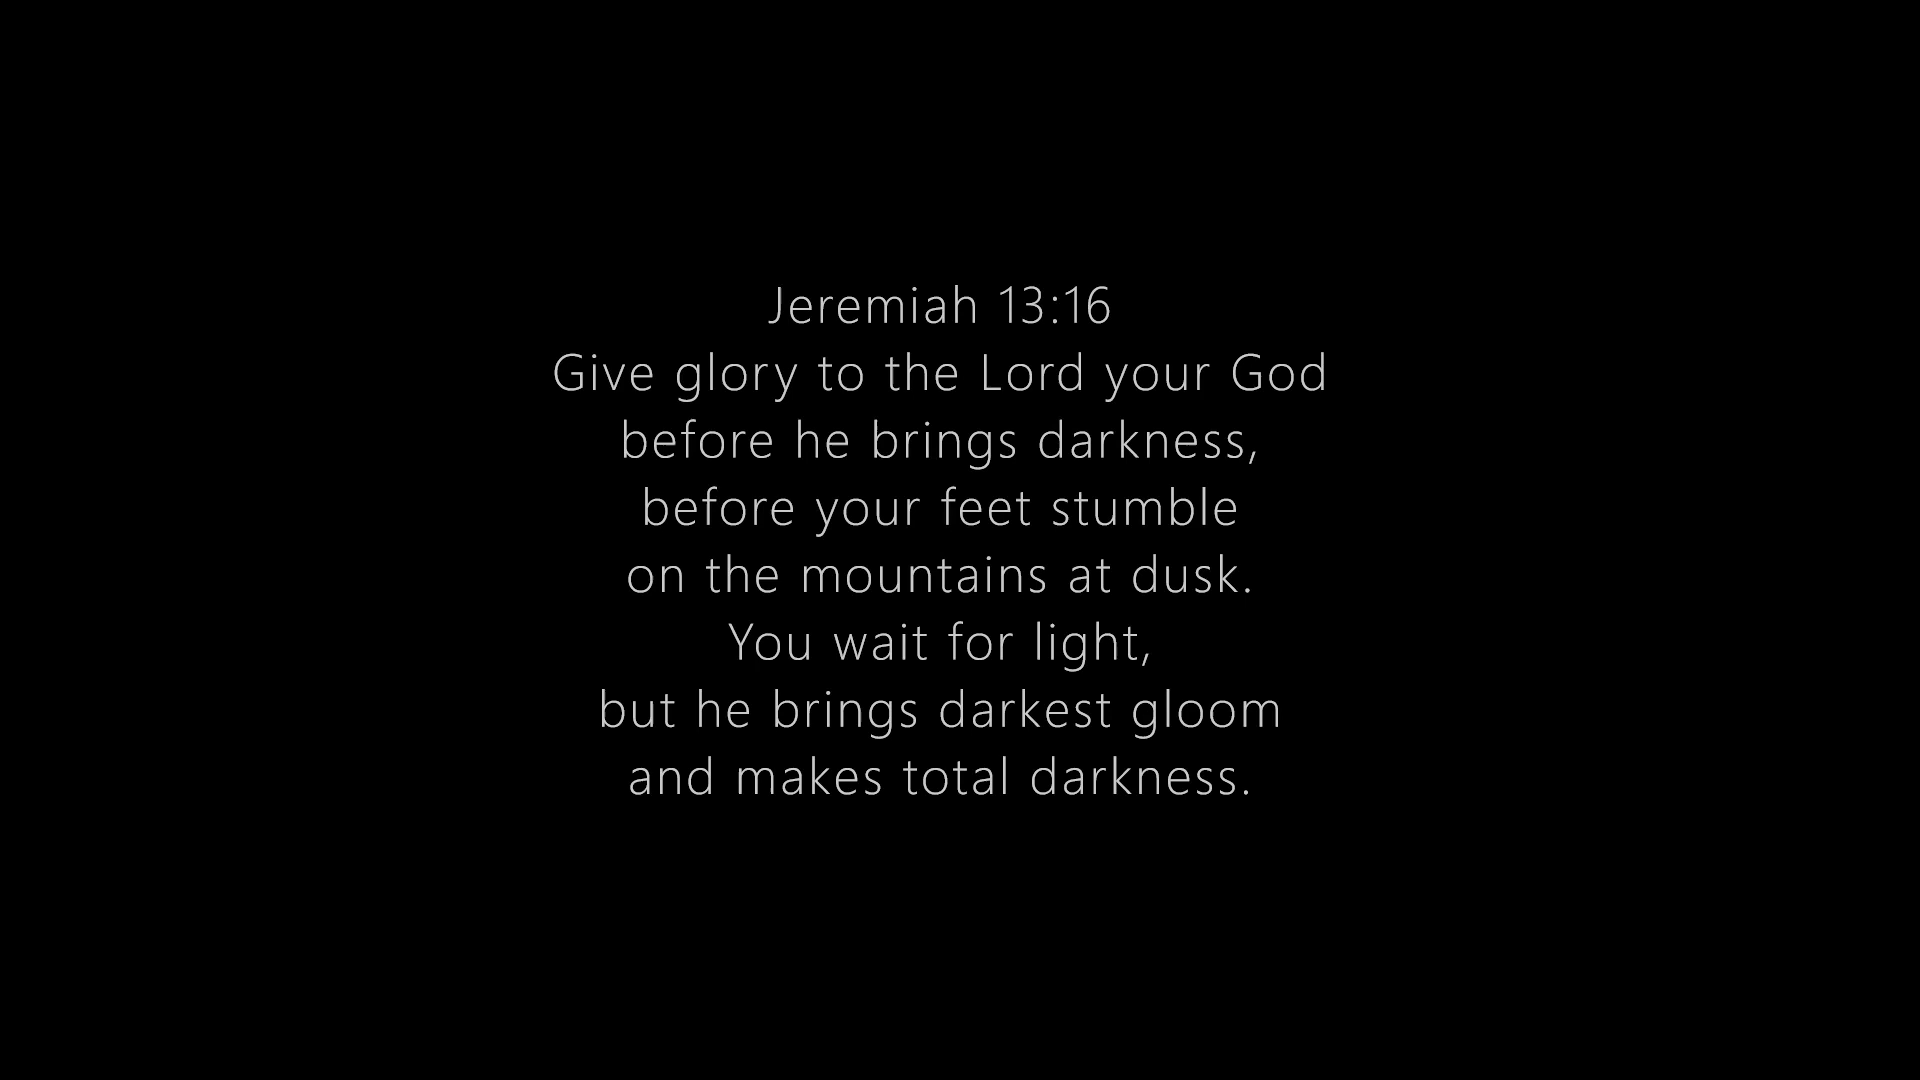 Jeremiah 13:16
Give glory to the Lord your God
before he brings darkness,
before your feet stumble
on the mountains at dusk.
You wait for light,
but he brings darkest gloom
and makes total darkness.